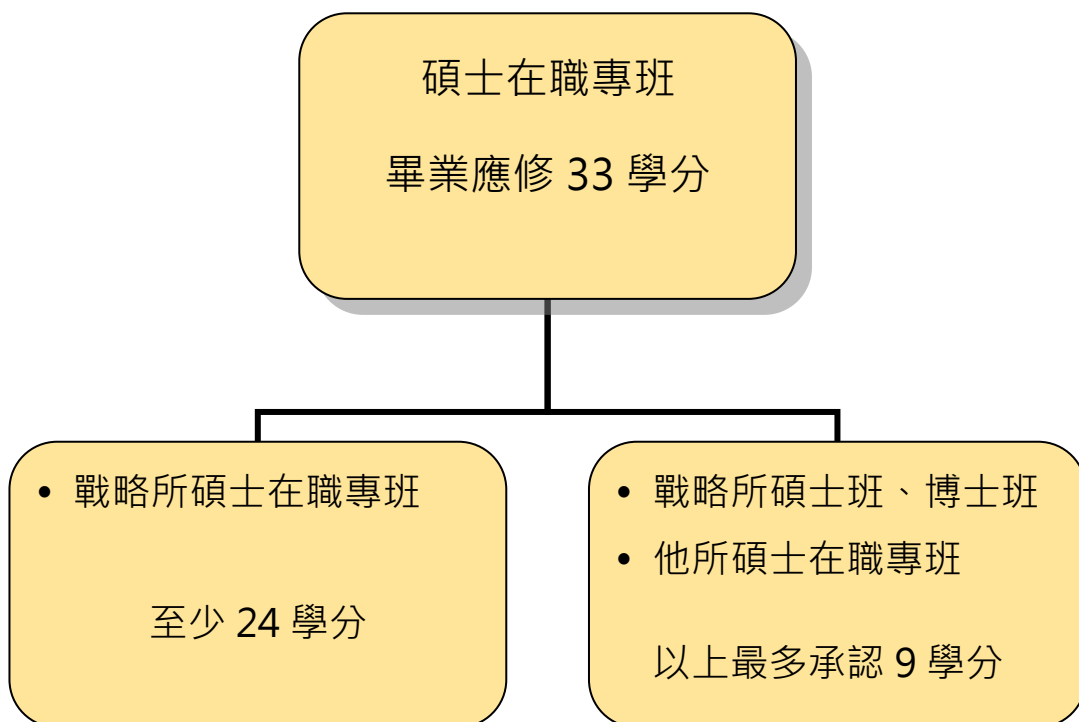 碩士在職專班
畢業應修 33 學分
• 戰略所碩士在職專班
至少 24 學分
• 戰略所碩士班、博士班
• 他所碩士在職專班
以上最多承認 9 學分